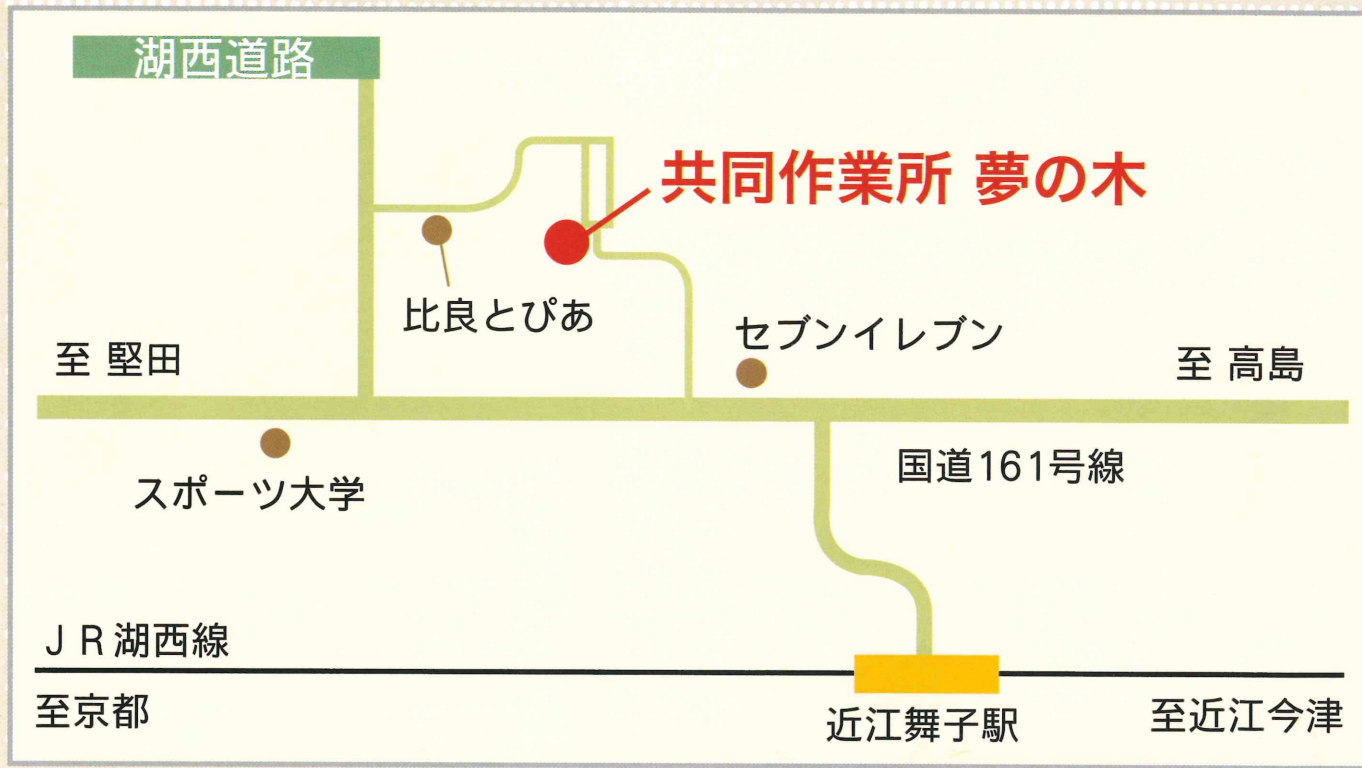 湖西道路
共同作業所 夢の木
比良とぴあ
セブンイレブン
至 堅田
至 高島
国道161号線
スポーツ大学
ＪＲ湖西線
至京都
近江舞子駅
至近江今津